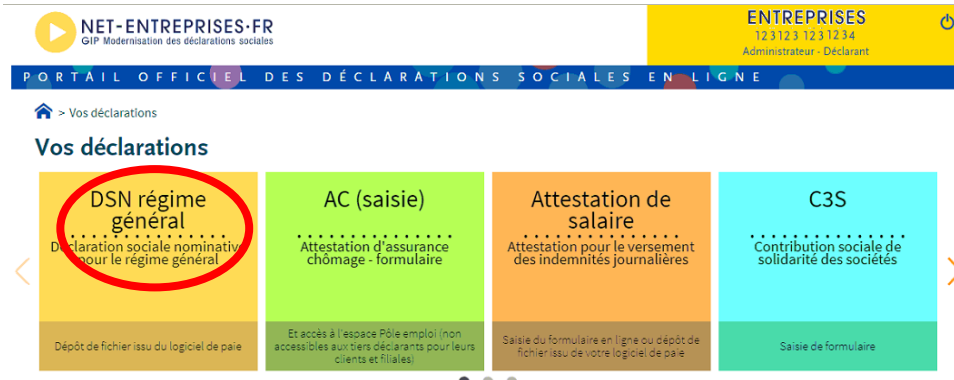 NET-ENTREPRISES·FR
GIP Modernisation des déclarations sociales
ENTREPRISES
123123 1231234
Administrateur - Déclarant
PORTAIL OFFICIEL DES DÉCLARATIONS SOCIALES EN LIGNE
> Vos déclarations
Vos déclarations
DSN régime
général
Déclaration sociale nominative
pour le régime général
Dépôt de fichier issu du logiciel de paie
AC (saisie)
Attestation d'assurance
chômage - formulaire
Et accès à l'espace Pôle emploi (non
accessibles aux tiers déclarants pour leurs
clients et filiales)
Attestation de
salaire
Attestation pour le versement
des indemnités journalières
Saisie du formulaire en ligne ou dépôt de
fichier issu de votre logiciel de paie
C3S
Contribution sociale de
solidarité des sociétés
Saisie de formulaire